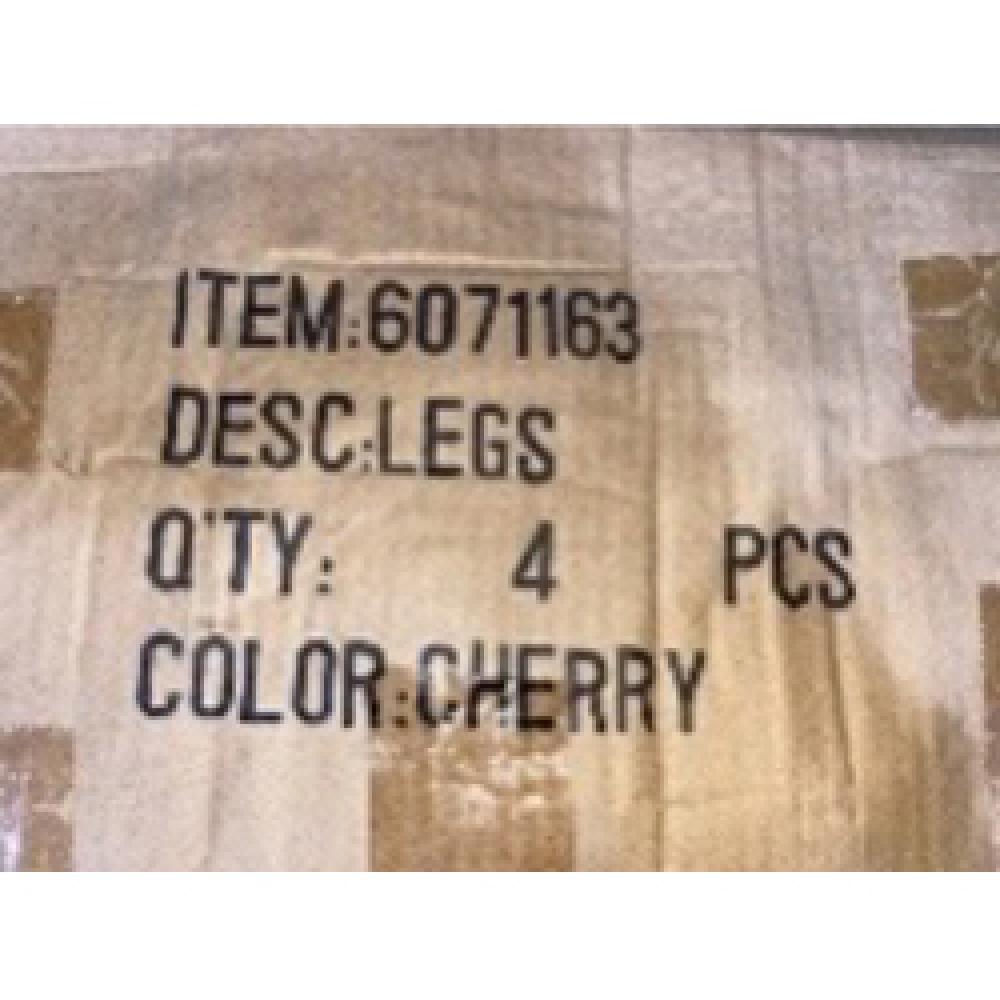 ITEM:6071163
DESC:LEGS
Q'TY: 4 PCS
COLOR:CHERRY